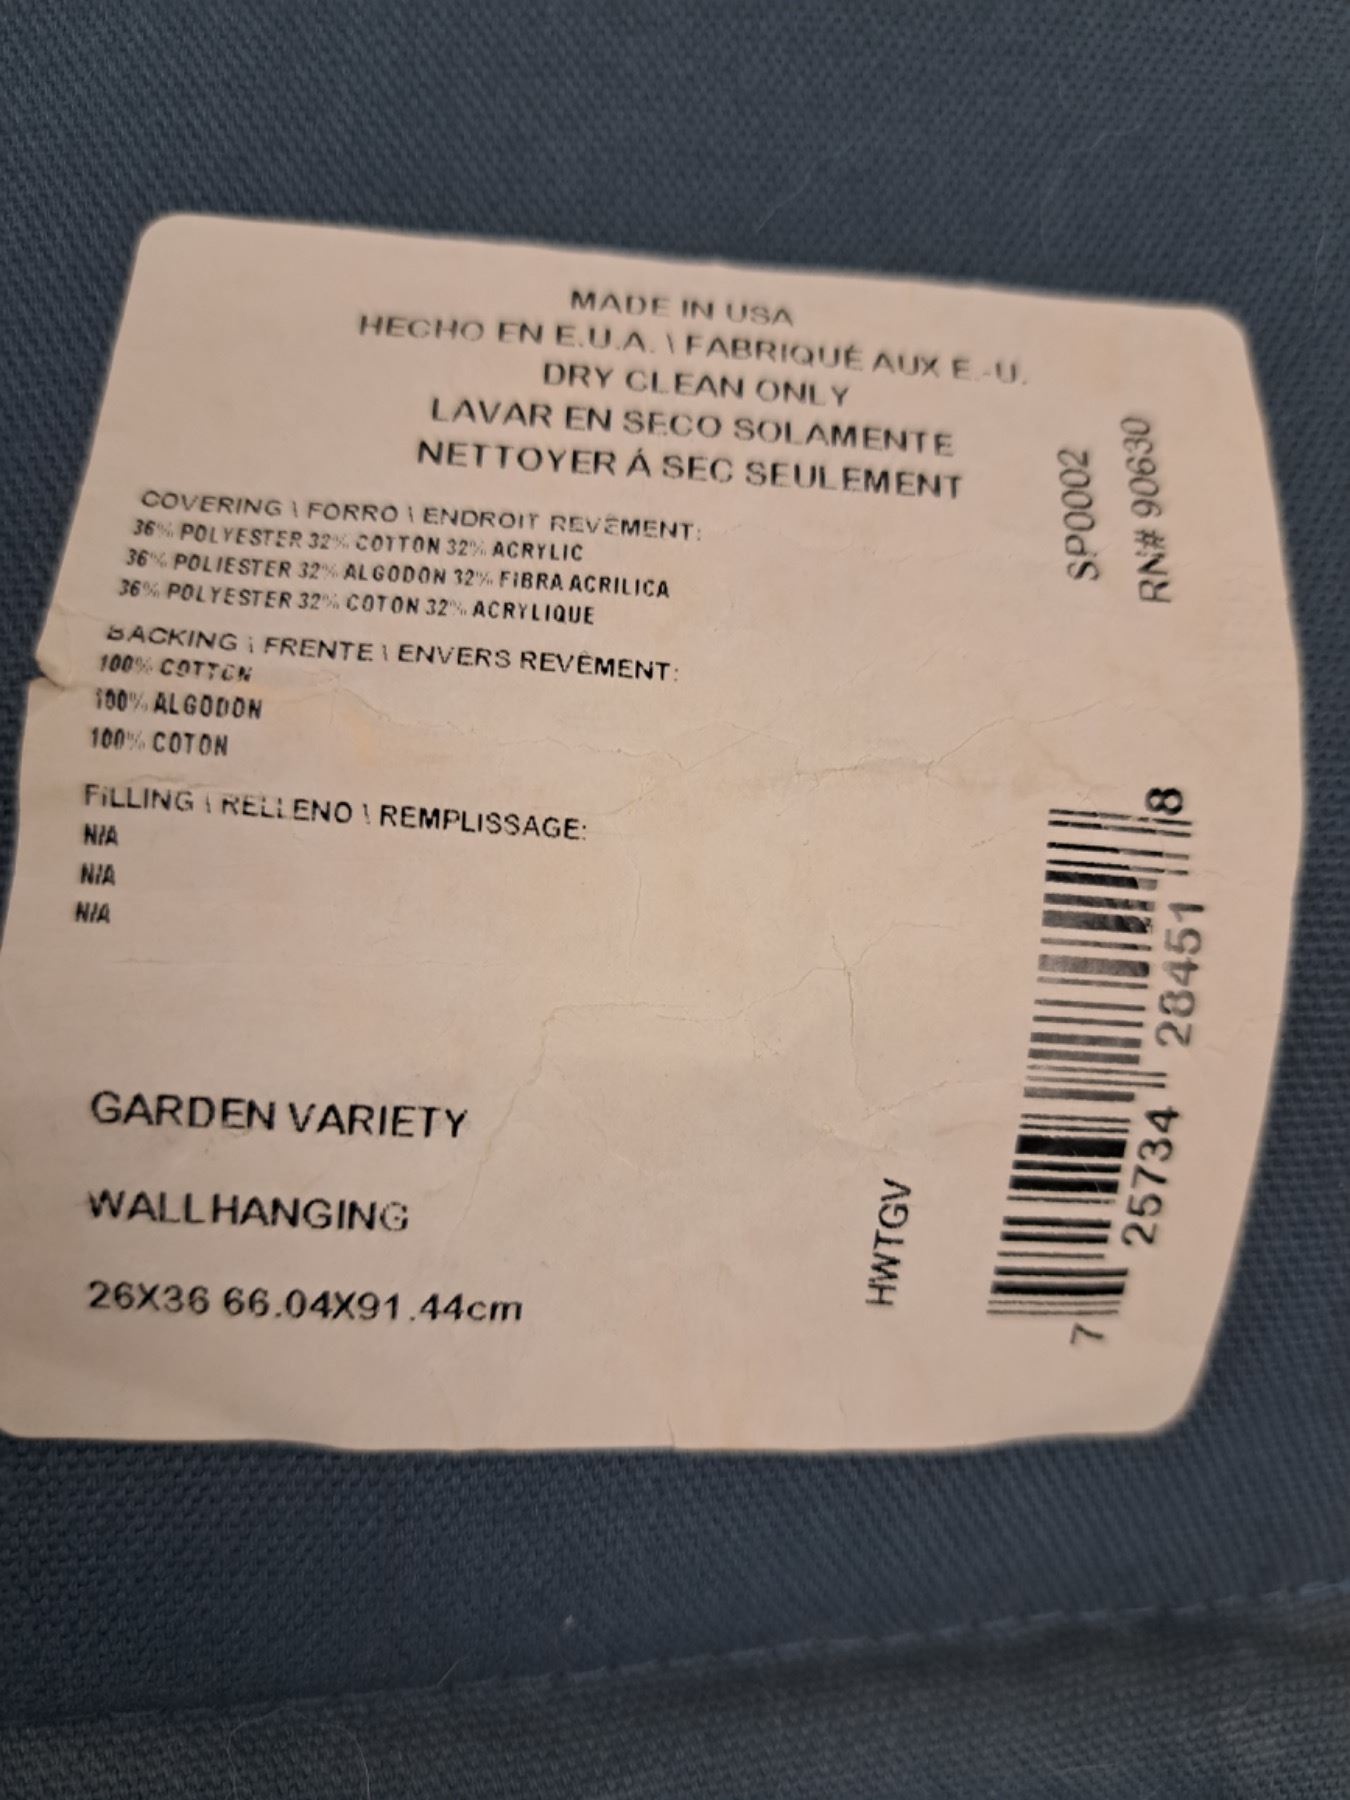 MADE IN USA
HECHO EN E.U.A. \ FABRIQUÉ AUX E.-U.
DRY CLEAN ONLY
LAVAR EN SECO SOLAMENTE
NETTOYER Á SEC SEULEMENT
COVERING \ FORRO \ ENDROIT REVÊMENT:
36% POLYESTER 32% COTTON 32% ACRYLIC
36% POLIESTER 32% ALGODON 32% FIBRA ACRILICA
36% POLYESTER 32% COTON 32% ACRYLIQUE
BACKING \ FRENTE \ ENVERS REVÊMENT:
100% COTTON
100% ALGODON
100% COTON
FILLING \ RELLENO \ REMPLISSAGE:
N/A
N/A
N/A
GARDEN VARIETY
WALLHANGING
26X36 66.04X91.44cm
HWTGV
SP0002
RN# 90630
7 25734 28451 8